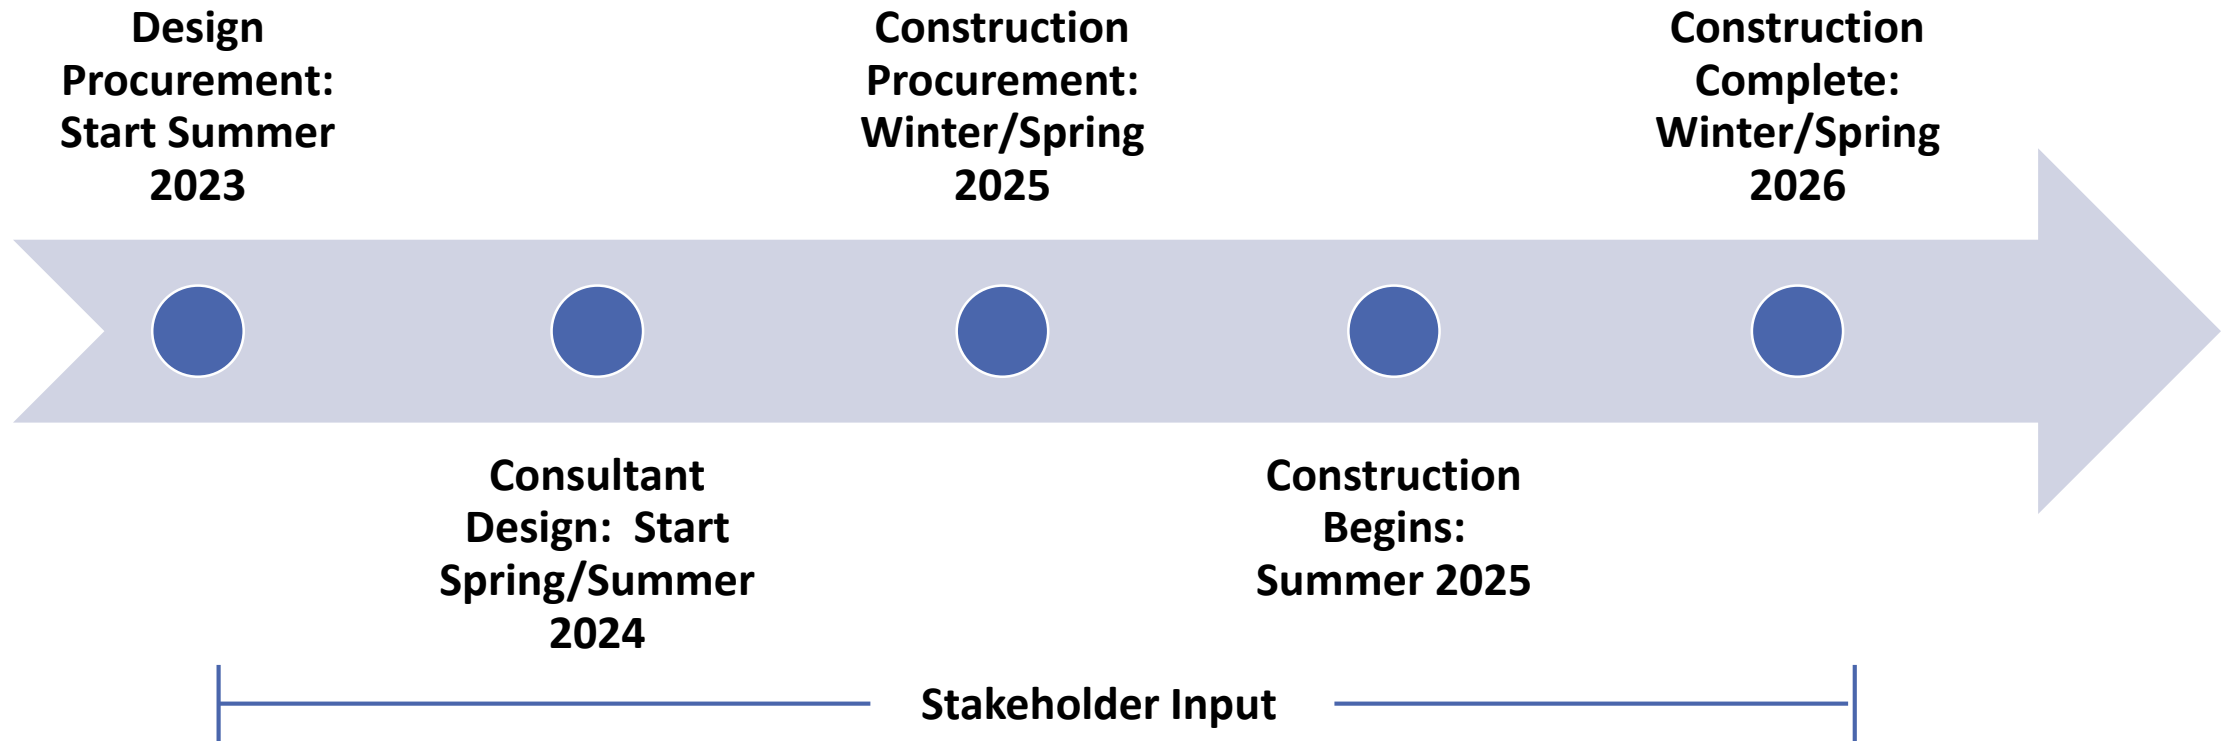 Design
Procurement:
Start Summer
2023
Consultant
Design:  Start
Spring/Summer
2024
Construction
Procurement:
Winter/Spring
2025
Construction
Begins:
Summer 2025
Construction
Complete:
Winter/Spring
2026
Stakeholder Input